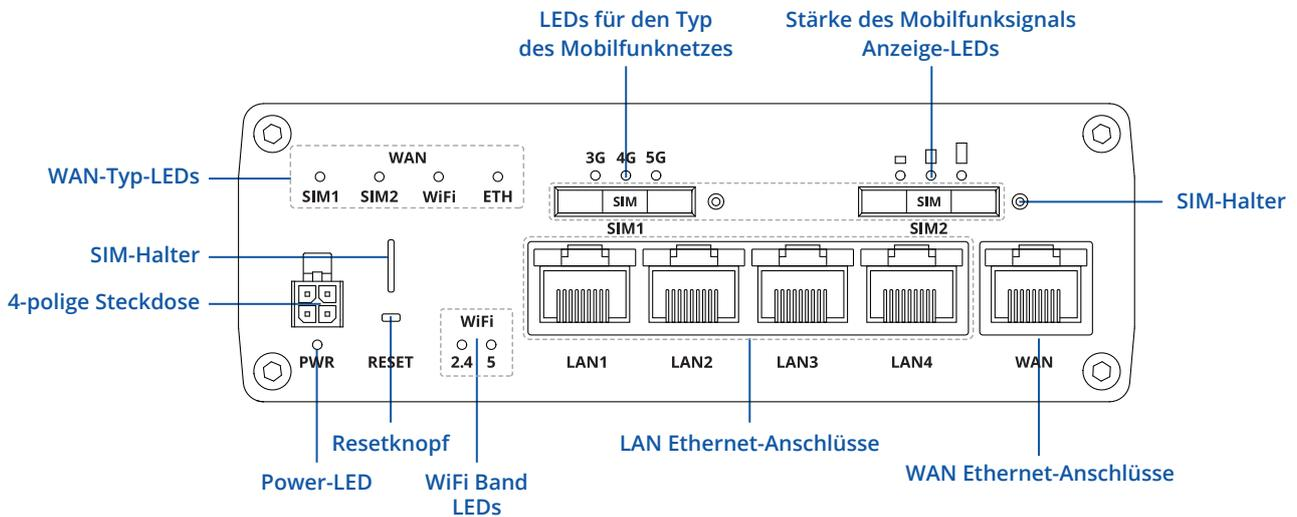 LEDs für den Typ
des Mobilfunknetzes
Stärke des Mobilfunksignals
Anzeige-LEDs
WAN-Typ-LEDs
WAN
SIM1 SIM2 WiFi ETH
3G 4G 5G
SIM
SIM1
SIM
SIM2
SIM-Halter
SIM-Halter
4-polige Steckdose
PWR
RESET
WiFi
2.4 5
LAN1 LAN2 LAN3 LAN4 WAN
Resetknopf
LAN Ethernet-Anschlüsse
WAN Ethernet-Anschlüsse
Power-LED
WiFi Band
LEDs